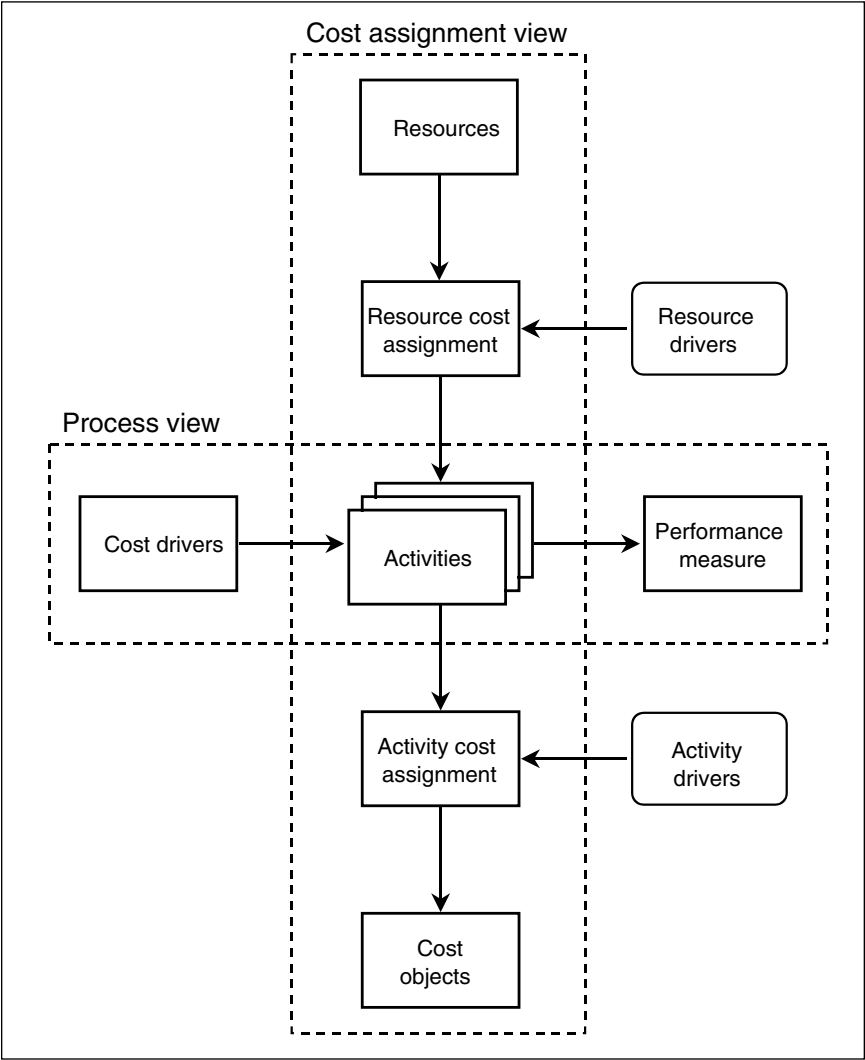 Cost assignment view
Resources
Resource cost
assignment
Resource
drivers
Process view
Cost drivers
Activities
Performance
measure
Activity cost
assignment
Activity
drivers
Cost
objects